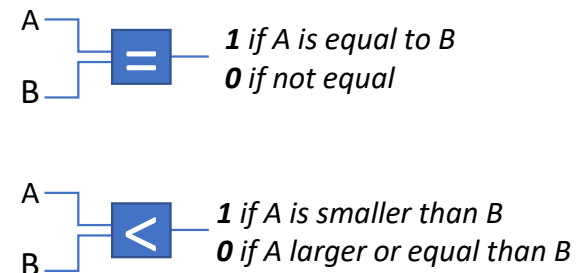 A
B
=
1 if A is equal to B
0 if not equal
A
B
<
1 if A is smaller than B
0 if A larger or equal than B